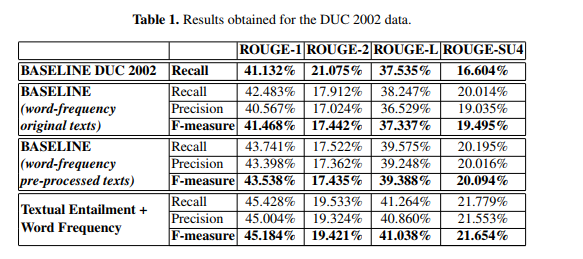 Table 1. Results obtained for the DUC 2002 data.
ROUGE-1 ROUGE-2 ROUGE-L ROUGE-SU4
BASELINE DUC 2002 Recall 41.132% 21.075% 37.535% 16.604%
BASELINE Recall 42.483% 17.912% 38.247% 20.014%
(word-frequency Precision 40.567% 17.024% 36.529% 19.035%
original texts) F-measure 41.468% 17.442% 37.337% 19.495%
BASELINE Recall 43.741% 17.522% 39.575% 20.195%
(word-frequency Precision 43.398% 17.362% 39.248% 20.016%
pre-processed texts) F-measure 43.538% 17.435% 39.388% 20.094%
Textual Entailment + Recall 45.428% 19.533% 41.264% 21.779%
Word Frequency Precision 45.004% 19.324% 40.860% 21.553%
F-measure 45.184% 19.421% 41.038% 21.654%